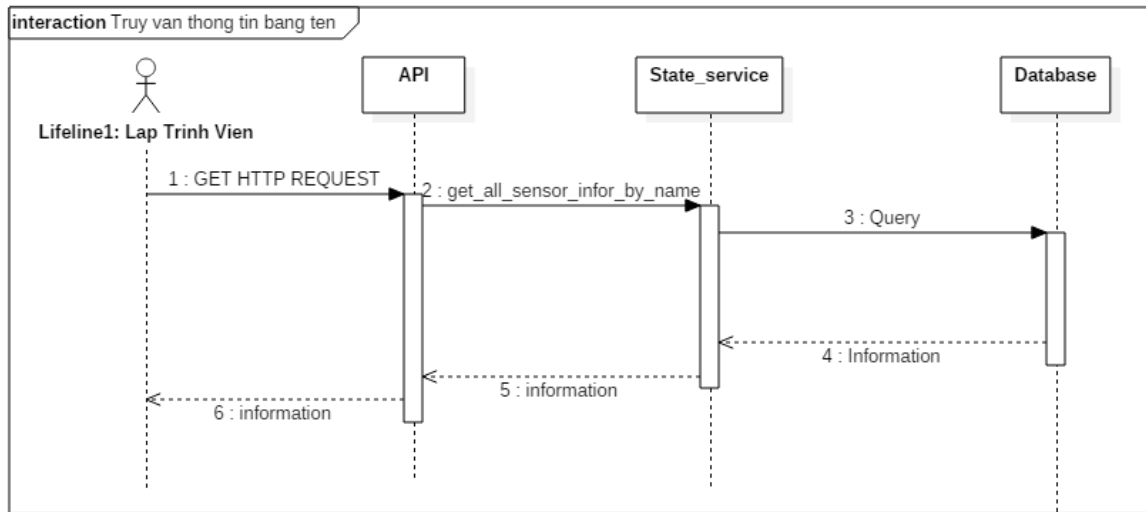 interaction Truy van thong tin bang ten
API
State_service
Database
Lifeline1: Lap Trinh Vien
1 : GET HTTP REQUEST
2 : get_all_sensor_infor_by_name
3 : Query
4 : Information
5 : information
6 : information